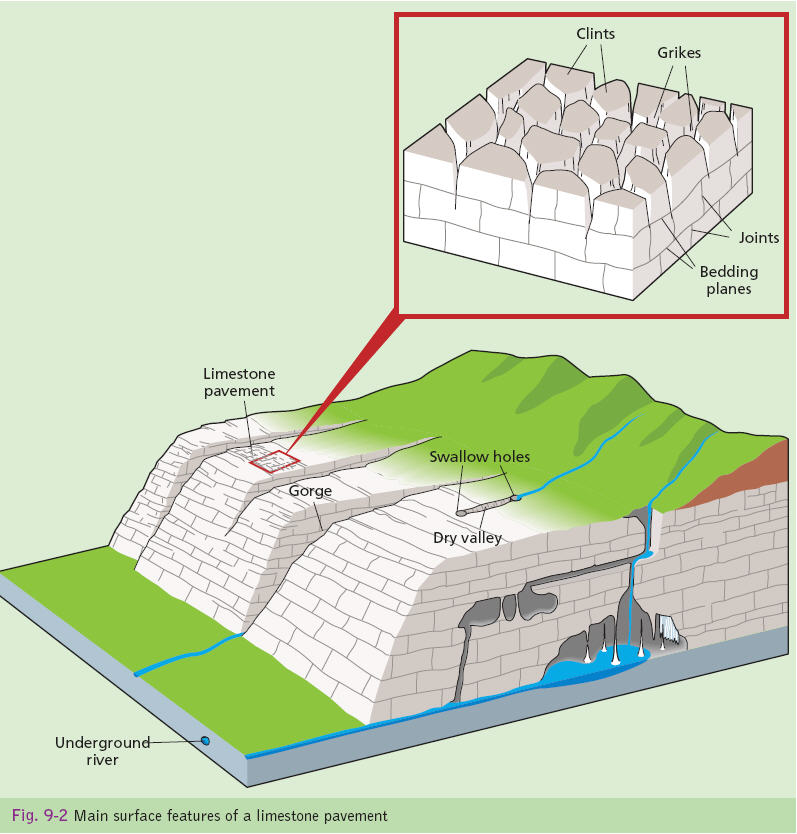 Clints
Grikes
Joints
Bedding
planes
Limestone
pavement
Swallow holes
Gorge
Dry valley
Underground
river
Fig. 9-2 Main surface features of a limestone pavement